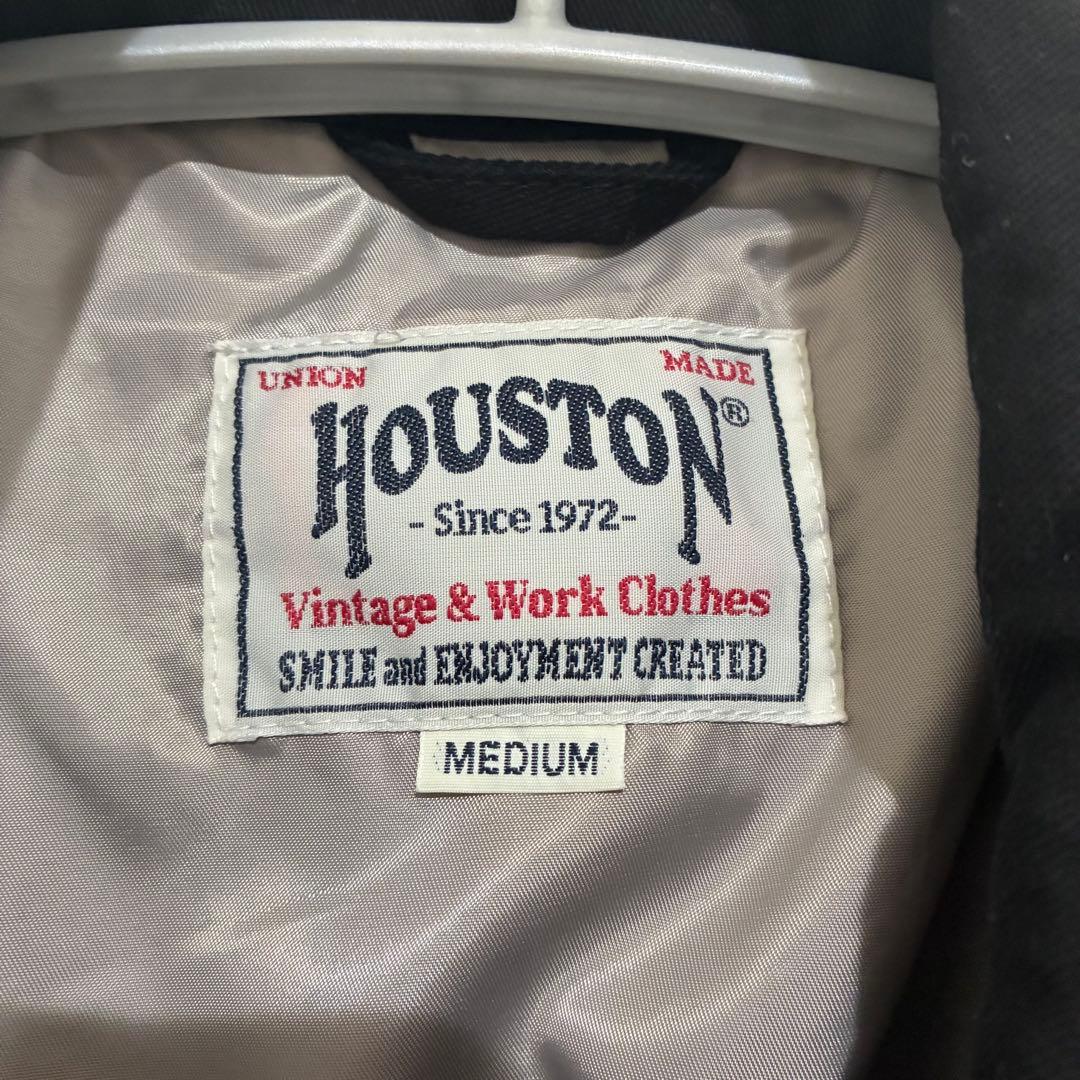 UNION MADE
HOUSTON®
- Since 1972-
Vintage & Work Clothes
SMILE and ENJOYMENT CREATED
MEDIUM